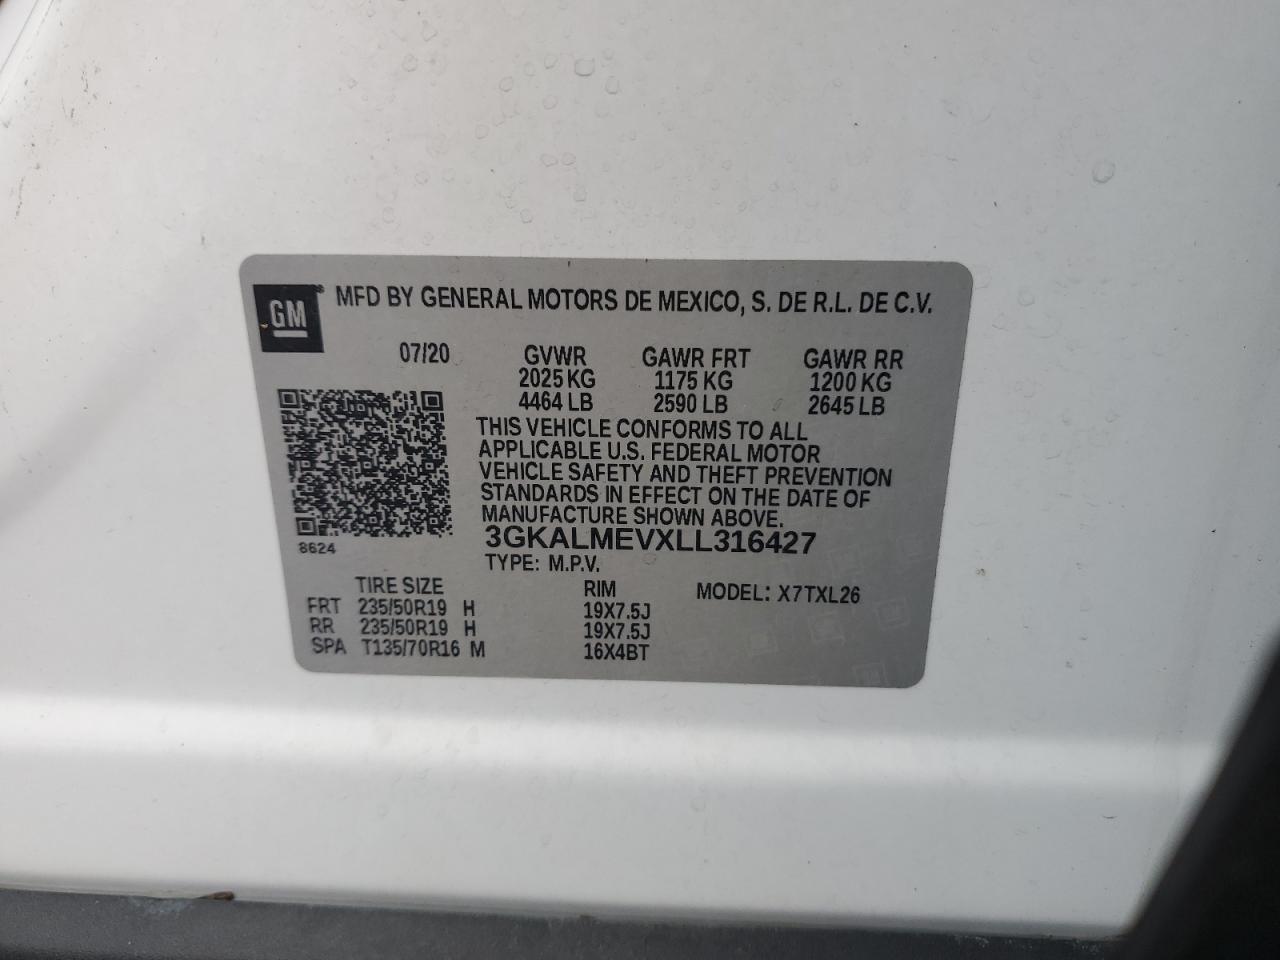 GM
MFD BY GENERAL MOTORS DE MEXICO, S. DE R.L. DE C.V.
07/20 GVWR GAWR FRT GAWR RR
2025 KG 1175 KG 1200 KG
4464 LB 2590 LB 2645 LB
THIS VEHICLE CONFORMS TO ALL
APPLICABLE U.S. FEDERAL MOTOR
VEHICLE SAFETY AND THEFT PREVENTION
STANDARDS IN EFFECT ON THE DATE OF
MANUFACTURE SHOWN ABOVE.
8624 3GKALMEVXLL316427
TYPE: M.P.V.
TIRE SIZE RIM MODEL: X7TXL26
FRT 235/50R19 H 19X7.5J
RR 235/50R19 H 19X7.5J
SPA T135/70R16 M 16X4BT